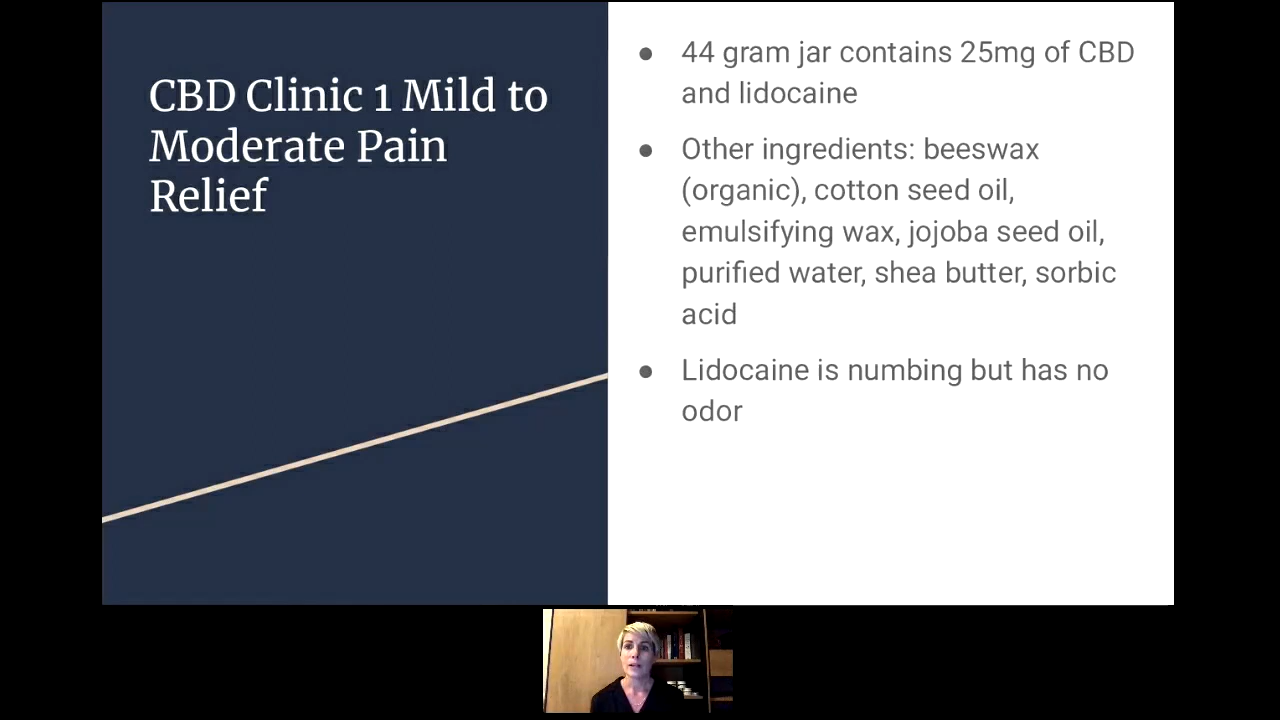 CBD Clinic 1 Mild to
Moderate Pain
Relief
● 44 gram jar contains 25mg of CBD
and lidocaine
● Other ingredients: beeswax
(organic), cotton seed oil,
emulsifying wax, jojoba seed oil,
purified water, shea butter, sorbic
acid
● Lidocaine is numbing but has no
odor